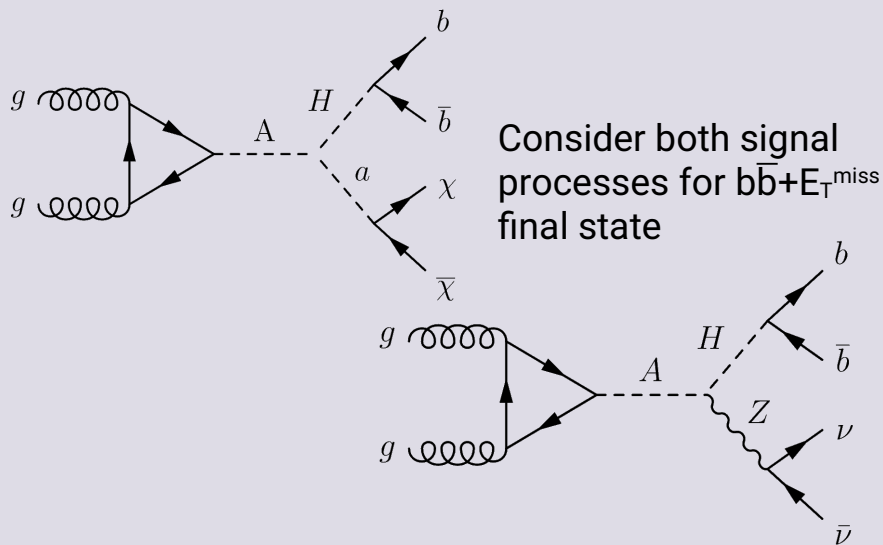 b
g
H
b̄
A
a
χ
g
χ̄
Consider both signal
processes for bb̄+E_T^miss
final state
b
g
H
b̄
A
Z
ν
g
ν̄